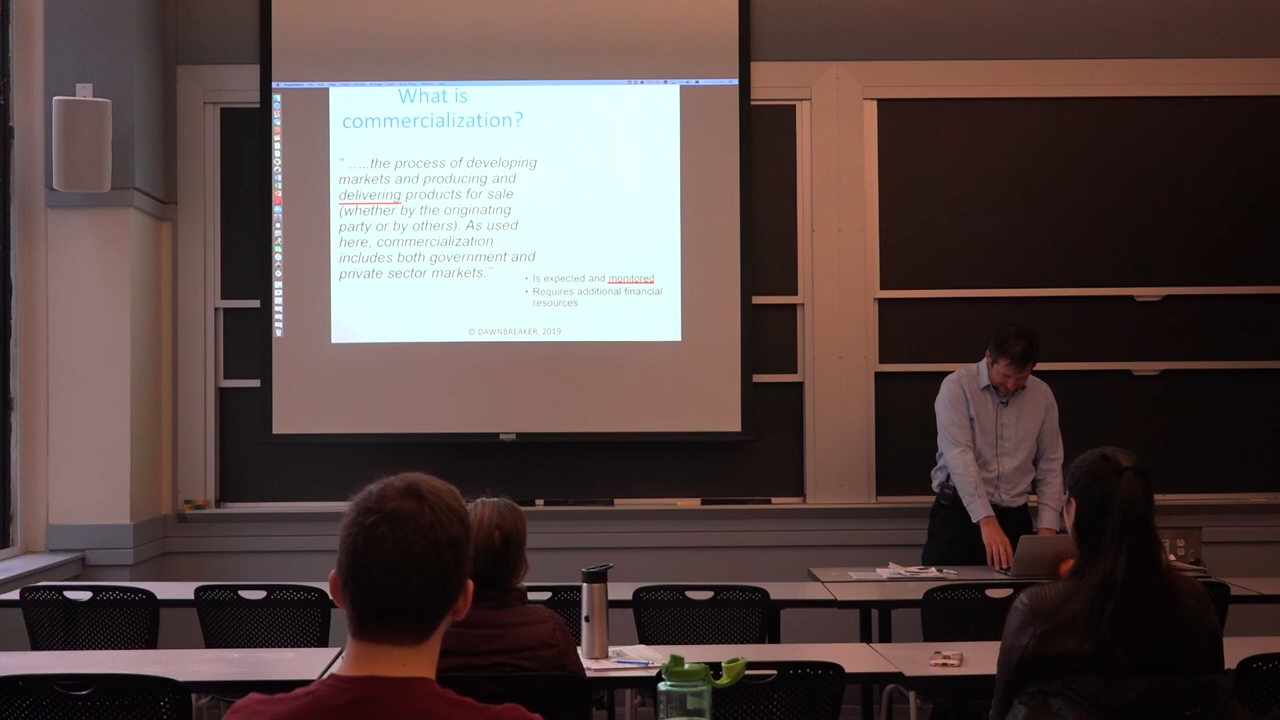 What is
commercialization?
" .....the process of developing
markets and producing and
delivering products for sale
(whether by the originating
party or by others). As used
here, commercialization
includes both government and
private sector markets."
• Is expected and monitored
• Requires additional financial
resources
© DAWNBREAKER, 2019